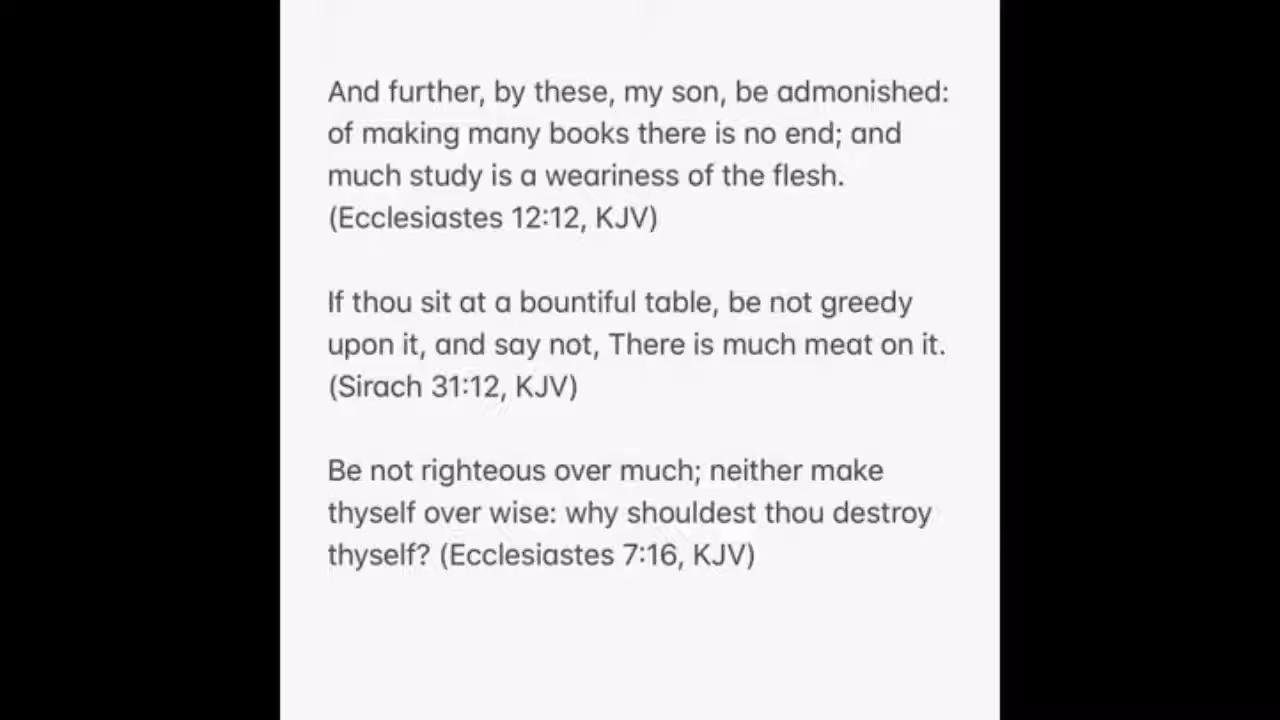 And further, by these, my son, be admonished:
of making many books there is no end; and
much study is a weariness of the flesh.
(Ecclesiastes 12:12, KJV)
If thou sit at a bountiful table, be not greedy
upon it, and say not, There is much meat on it.
(Sirach 31:12, KJV)
Be not righteous over much; neither make
thyself over wise: why shouldest thou destroy
thyself? (Ecclesiastes 7:16, KJV)